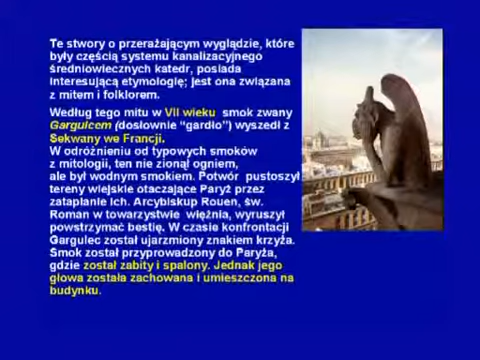 Te stwory o przerażającym wyglądzie, które
były częścią systemu kanalizacyjnego
średniowiecznych katedr, posiada
interesującą etymologię; jest ona związana
z mitem i folklorem.
Według tego mitu w VII wieku smok zwany
Gargulcem (dosłownie "gardło") wyszedł z
Sekwany we Francji.
W odróżnieniu od typowych smoków
z mitologii, ten nie zionął ogniem,
ale był wodnym smokiem. Potwór pustoszył
tereny wiejskie otaczające Paryż przez
zatapianie ich. Arcybiskup Rouen, św.
Roman w towarzystwie więźnia, wyruszył
powstrzymać bestię. W czasie konfrontacji
Gargulec został ujarzmiony znakiem krzyża.
Smok został przyprowadzony do Paryża,
gdzie został zabity i spalony. Jednak jego
głowa została zachowana i umieszczona na
budynku.